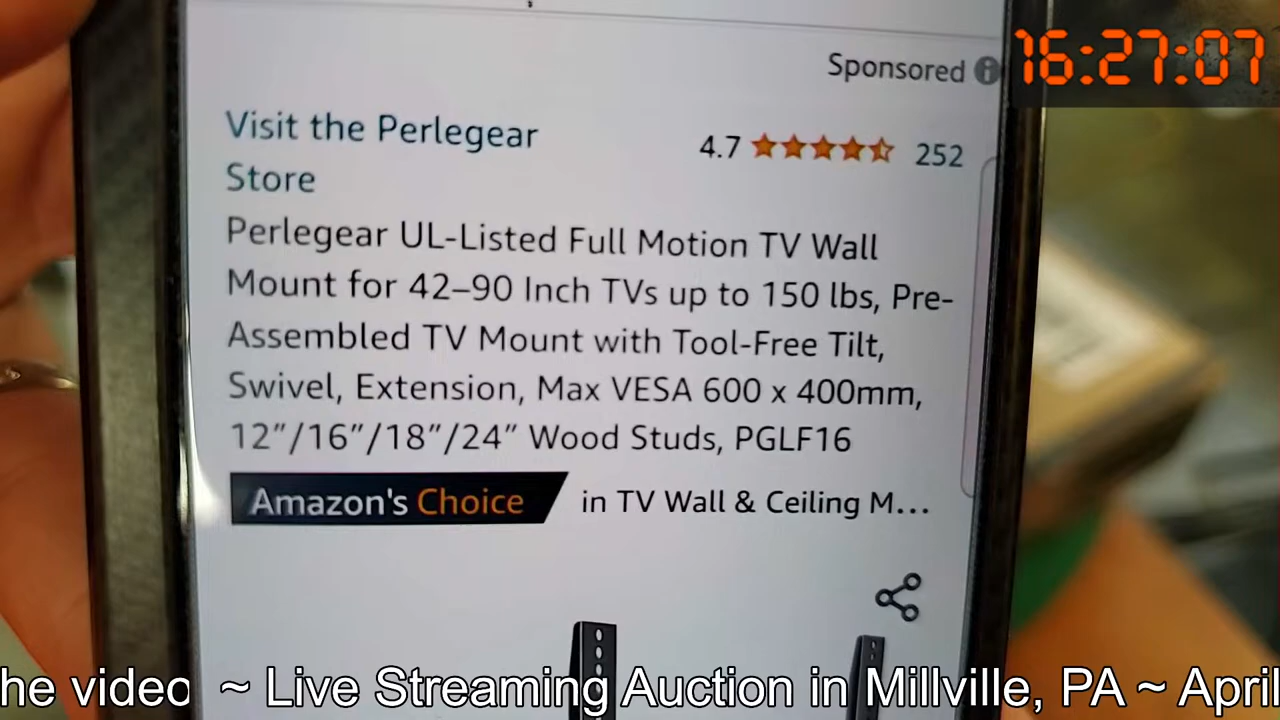 Sponsored
16:27:07
Visit the Perlegear
Store
4.7
252
Perlegear UL-Listed Full Motion TV Wall
Mount for 42–90 Inch TVs up to 150 lbs, Pre-
Assembled TV Mount with Tool-Free Tilt,
Swivel, Extension, Max VESA 600 x 400mm,
12”/16”/18”/24” Wood Studs, PGLF16
Amazon's Choice in TV Wall & Ceiling M...
he video ~ Live Streaming Auction in Millville, PA ~ April